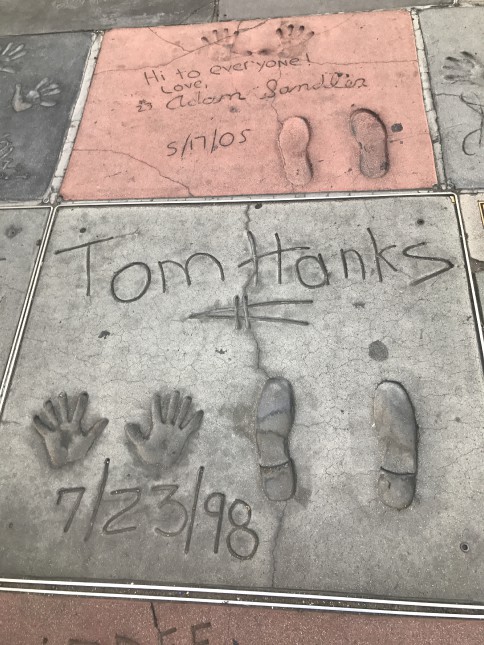 Hi to everyone!
Love,
Adam Sandler
5/17/05
Tom Hanks
7/23/98